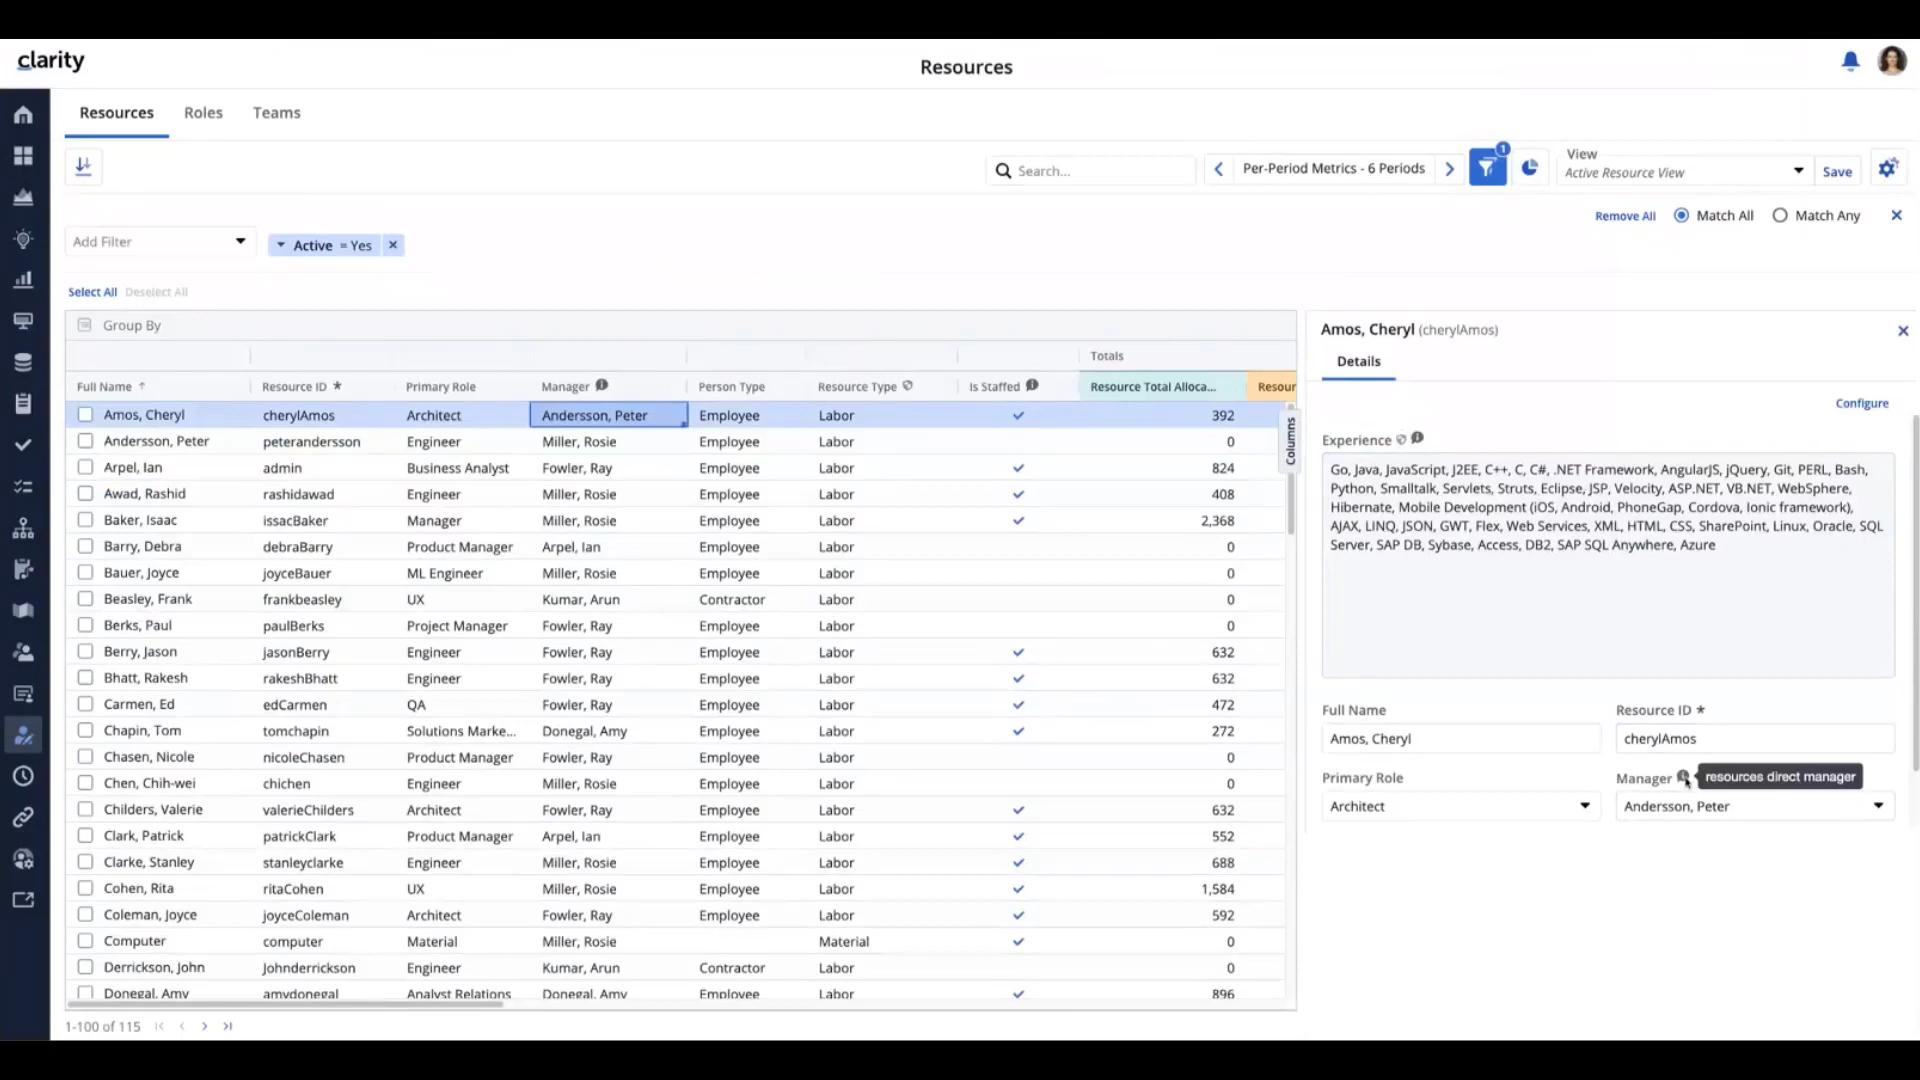 clarity
Resources
Resources Roles Teams
Search...
Per-Period Metrics - 6 Periods
1
View
Active Resource View
Save
Remove All Match All Match Any
Add Filter
Active = Yes
Select All Deselect All
Group By
Totals
Full Name Resource ID * Primary Role Manager Person Type Resource Type Is Staffed Resource Total Alloca... Resour
Amos, Cheryl cherylAmos Architect Andersson, Peter Employee Labor 392
Andersson, Peter peterandersson Engineer Miller, Rosie Employee Labor 0
Arpel, Ian admin Business Analyst Fowler, Ray Employee Labor 824
Awad, Rashid rashidawad Engineer Miller, Rosie Employee Labor 408
Baker, Isaac issacBaker Manager Miller, Rosie Employee Labor 2,368
Barry, Debra debraBarry Product Manager Arpel, Ian Employee Labor 0
Bauer, Joyce joyceBauer ML Engineer Miller, Rosie Employee Labor 0
Beasley, Frank frankbeasley UX Kumar, Arun Contractor Labor 0
Berks, Paul paulBerks Project Manager Fowler, Ray Employee Labor 0
Berry, Jason jasonBerry Engineer Fowler, Ray Employee Labor 632
Bhatt, Rakesh rakeshBhatt Engineer Fowler, Ray Employee Labor 632
Carmen, Ed edCarmen QA Fowler, Ray Employee Labor 472
Chapin, Tom tomchapin Solutions Marke... Donegal, Amy Employee Labor 272
Chasen, Nicole nicoleChasen Product Manager Fowler, Ray Employee Labor 0
Chen, Chih-wei chichen Engineer Miller, Rosie Employee Labor 0
Childers, Valerie valerieChilders Architect Fowler, Ray Employee Labor 632
Clark, Patrick patrickClark Product Manager Arpel, Ian Employee Labor 552
Clarke, Stanley stanleyclarke Engineer Miller, Rosie Employee Labor 688
Cohen, Rita ritaCohen UX Miller, Rosie Employee Labor 1,584
Coleman, Joyce joyceColeman Architect Fowler, Ray Employee Labor 592
Computer computer Material Miller, Rosie Material 0
Derrickson, John Johnderrickson Engineer Kumar, Arun Contractor Labor 0
Donegal, Amy amydonegal Analyst Relations Donegal, Amy Employee Labor 896
1-100 of 115
Columns
Amos, Cheryl (cherylAmos)
Details
Configure
Experience
Go, Java, JavaScript, J2EE, C++, C, C#, .NET Framework, AngularJS, jQuery, Git, PERL, Bash,
Python, Smalltalk, Servlets, Struts, Eclipse, JSP, Velocity, ASP.NET, VB.NET, WebSphere,
Hibernate, Mobile Development (iOS, Android, PhoneGap, Cordova, Ionic framework),
AJAX, LINQ, JSON, GWT, Flex, Web Services, XML, HTML, CSS, SharePoint, Linux, Oracle, SQL
Server, SAP DB, Sybase, Access, DB2, SAP SQL Anywhere, Azure
Full Name Resource ID *
Amos, Cheryl cherylAmos
Primary Role Manager resources direct manager
Architect Andersson, Peter